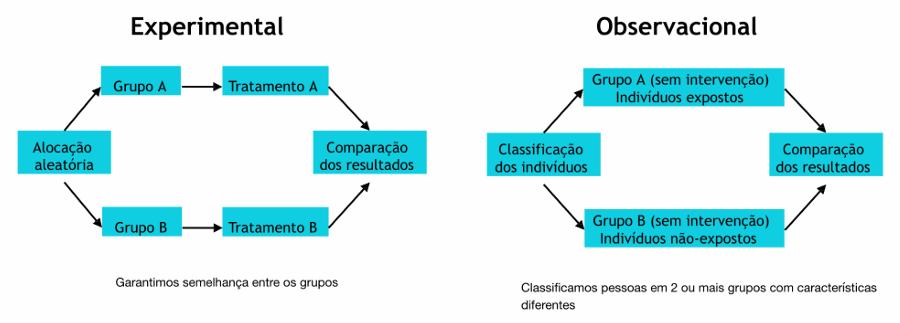 Experimental
Grupo A
Tratamento A
Alocação
aleatória
Comparação
dos resultados
Grupo B
Tratamento B
Garantimos semelhança entre os grupos
Observacional
Grupo A (sem intervenção)
Indivíduos expostos
Classificação
dos indivíduos
Comparação
dos resultados
Grupo B (sem intervenção)
Indivíduos não-expostos
Classificamos pessoas em 2 ou mais grupos com características
diferentes